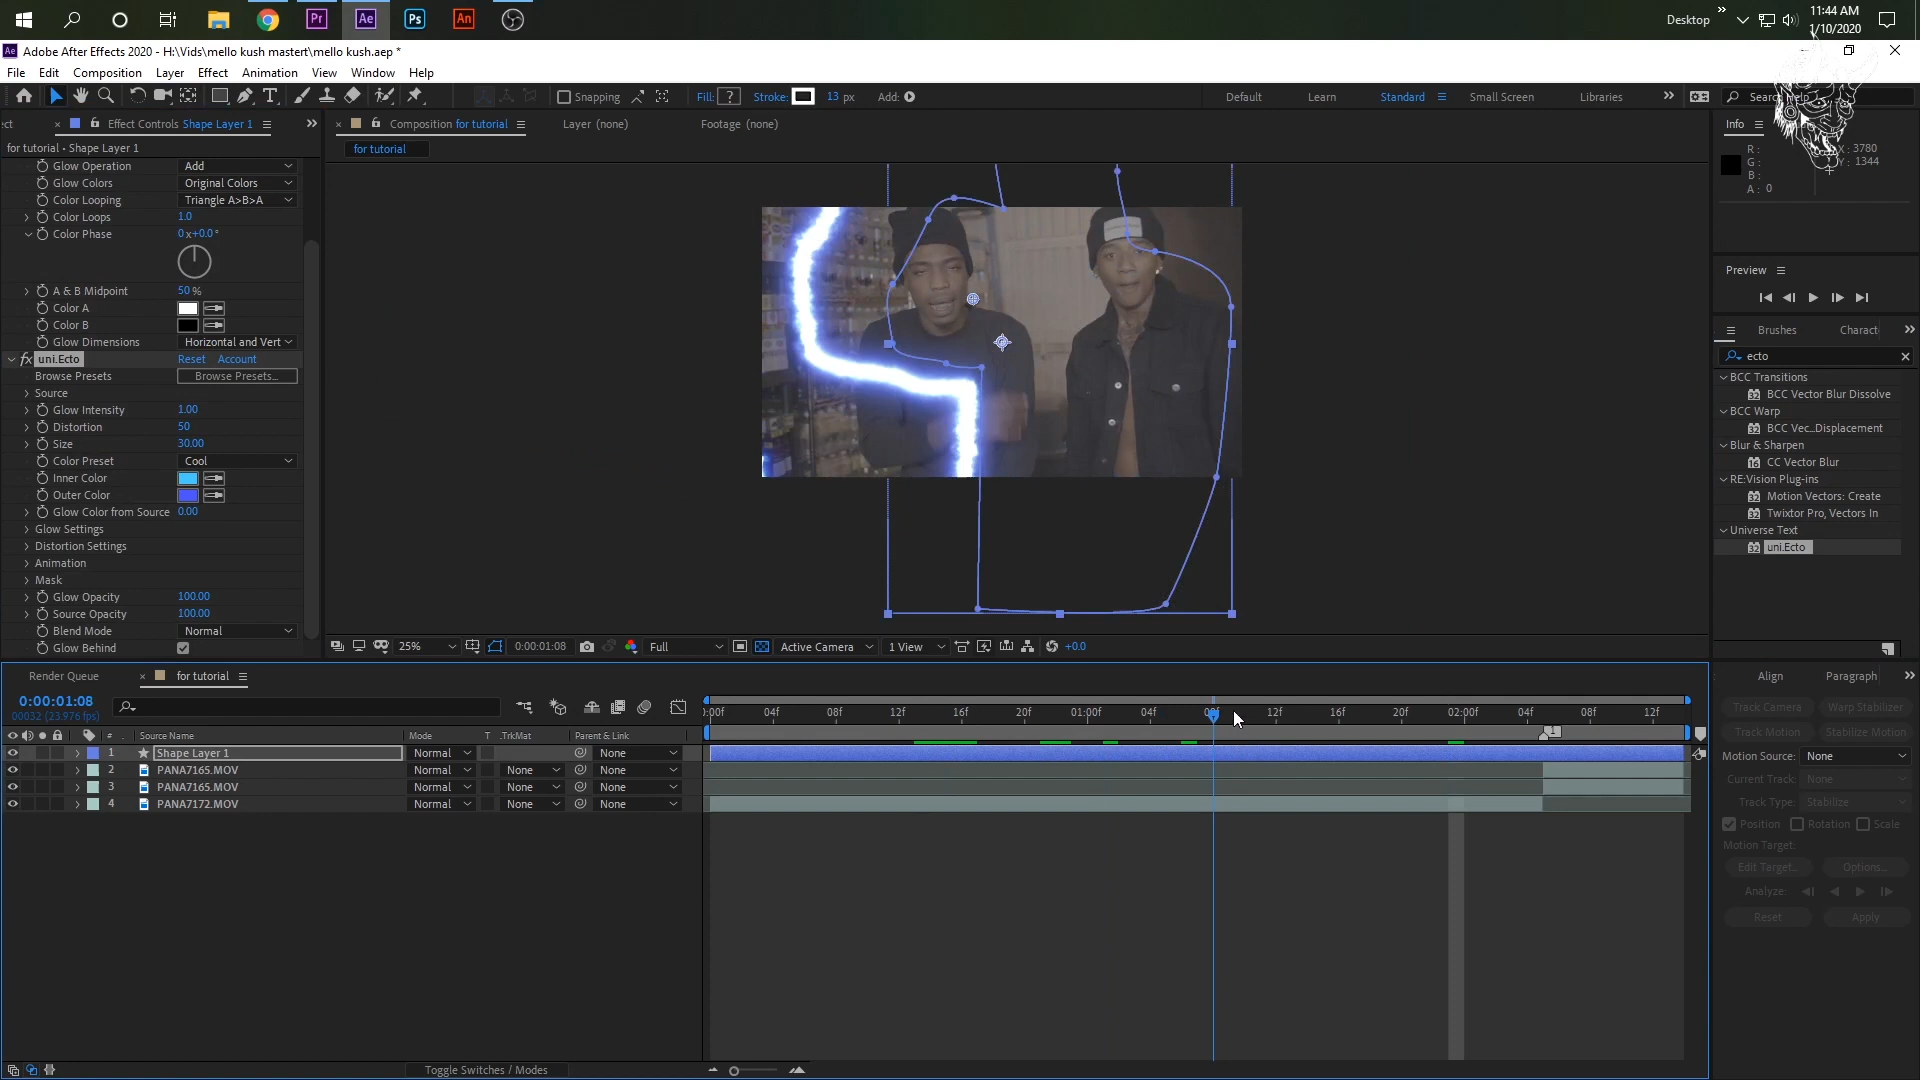 Desktop
11:44 AM
1/10/2020
Adobe After Effects 2020 - H:\Vids\mello kush mastert\mello kush.aep *
File Edit Composition Layer Effect Animation View Window Help
Snapping Fill: ? Stroke: 13 px Add: Default Learn Standard Small Screen Libraries Search Help
ect Effect Controls Shape Layer 1 Composition for tutorial Layer (none) Footage (none) Info
for tutorial • Shape Layer 1
for tutorial
R: X: 3780
G: Y: 1344
B:
A: 0
Glow Operation Add
Glow Colors Original Colors
Color Looping Triangle A>B>A
Color Loops 1.0
Color Phase 0x+0.0°
A & B Midpoint 50 %
Color A
Color B
Glow Dimensions Horizontal and Vert
fx uni.Ecto Reset Account
Browse Presets Browse Presets...
Source
Glow Intensity 1.00
Distortion 50
Size 30.00
Color Preset Cool
Inner Color
Outer Color
Glow Color from Source 0.00
Glow Settings
Distortion Settings
Animation
Mask
Glow Opacity 100.00
Source Opacity 100.00
Blend Mode Normal
Glow Behind
25% 0:00:01:08 Full Active Camera 1 View +0.0
Preview
Brushes Charact
ecto
BCC Transitions
BCC Vector Blur Dissolve
BCC Warp
BCC Vec...Displacement
Blur & Sharpen
CC Vector Blur
RE:Vision Plug-ins
Motion Vectors: Create
Twixtor Pro, Vectors In
Universe Text
uni.Ecto
Render Queue for tutorial
0:00:01:08
00032 (23.976 fps)
04f 08f 12f 16f 20f 01:00f 04f 12f 16f 20f 02:00f 04f 08f 12f
# Source Name Mode T .TrkMat Parent & Link
1 Shape Layer 1 Normal None
2 PANA7165.MOV Normal None None
3 PANA7165.MOV Normal None None
4 PANA7172.MOV Normal None None
Toggle Switches / Modes
Align Paragraph
Track Camera Warp Stabilizer
Track Motion Stabilize Motion
Motion Source: None
Current Track: None
Track Type: Stabilize
Position Rotation Scale
Motion Target:
Edit Target... Options...
Analyze:
Reset Apply